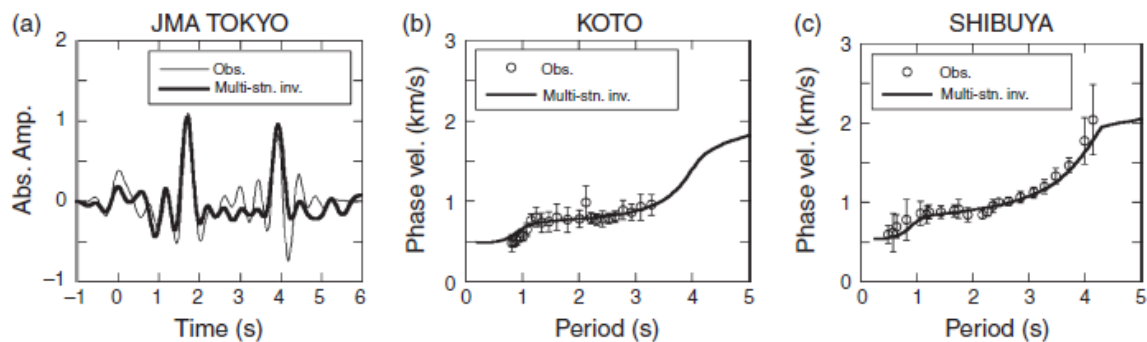 (a) JMA TOKYO
2
1
0
−1
Abs. Amp.
Obs.
Multi-stn. inv.
−1 0 1 2 3 4 5 6
Time (s)
(b) KOTO
3
2
1
0
Phase vel. (km/s)
Obs.
Multi-stn. inv.
0 1 2 3 4 5
Period (s)
(c) SHIBUYA
3
2
1
0
Phase vel. (km/s)
Obs.
Multi-stn. inv.
0 1 2 3 4 5
Period (s)